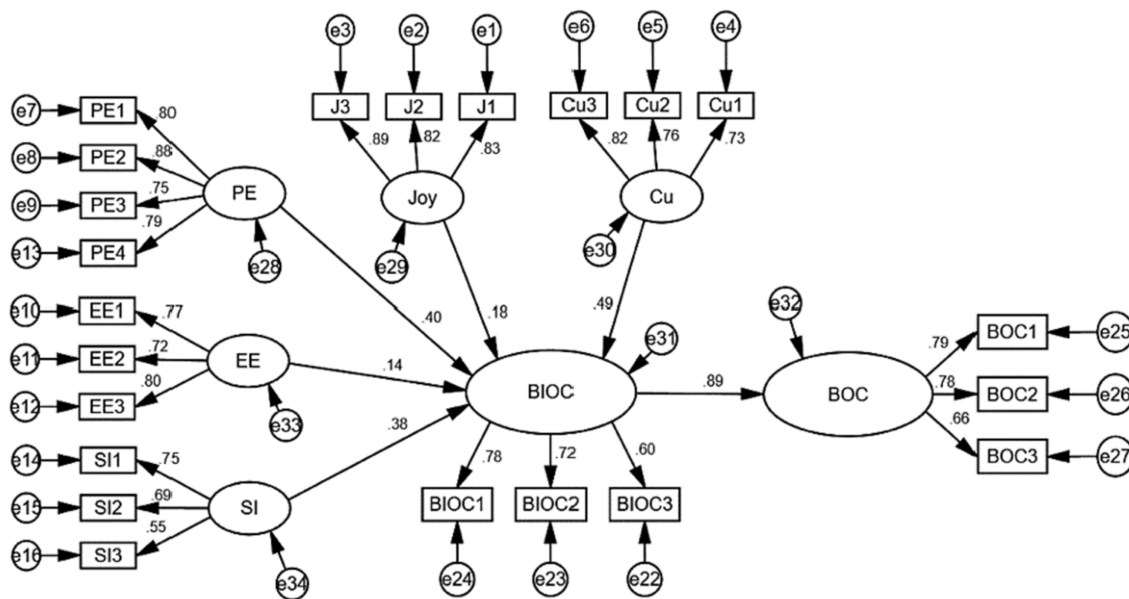 e3 e2 e1 e6 e5 e4
J3 J2 J1 Cu3 Cu2 Cu1
.89 .82 .83 .82 .76 .73
Joy Cu
e29 e30
e7 PE1 .80
e8 PE2 .88
e9 PE3 .75
e13 PE4 .79
PE
e28
e10 EE1 .77
e11 EE2 .72
e12 EE3 .80
EE
e33
e14 SI1 .75
e15 SI2 .69
e16 SI3 .55
SI
e34
.40 .18 .49
.14
.38
e31
BIOC
.89
e32
BOC
.78 .72 .60
BIOC1 BIOC2 BIOC3
e24 e23 e22
.79 BOC1 e25
.78 BOC2 e26
.66 BOC3 e27